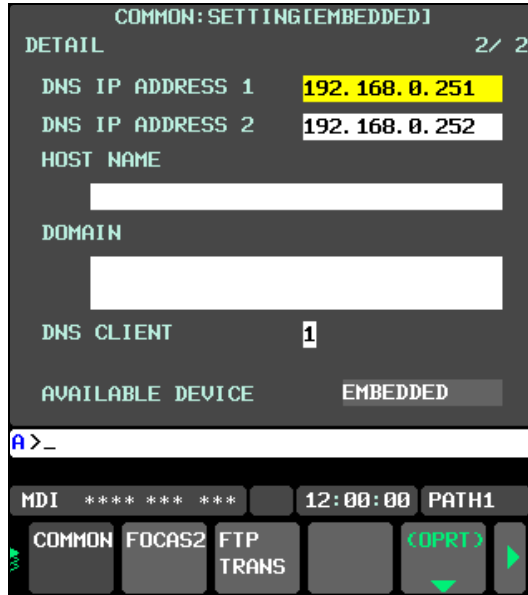 COMMON:SETTING[EMBEDDED]
DETAIL 2/ 2
DNS IP ADDRESS 1 192.168.0.251
DNS IP ADDRESS 2 192.168.0.252
HOST NAME
DOMAIN
DNS CLIENT 1
AVAILABLE DEVICE EMBEDDED
A>_
MDI **** *** *** 12:00:00 PATH1
COMMON FOCAS2 FTP TRANS (OPRT)